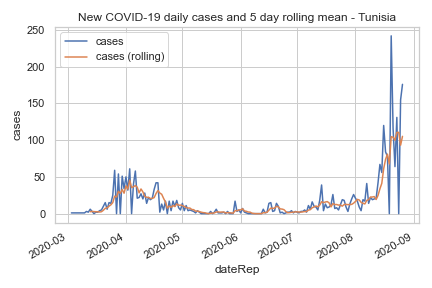 New COVID-19 daily cases and 5 day rolling mean - Tunisia
cases
cases (rolling)
250
200
150
100
50
0
cases
2020-03
2020-04
2020-05
2020-06
2020-07
2020-08
2020-09
dateRep